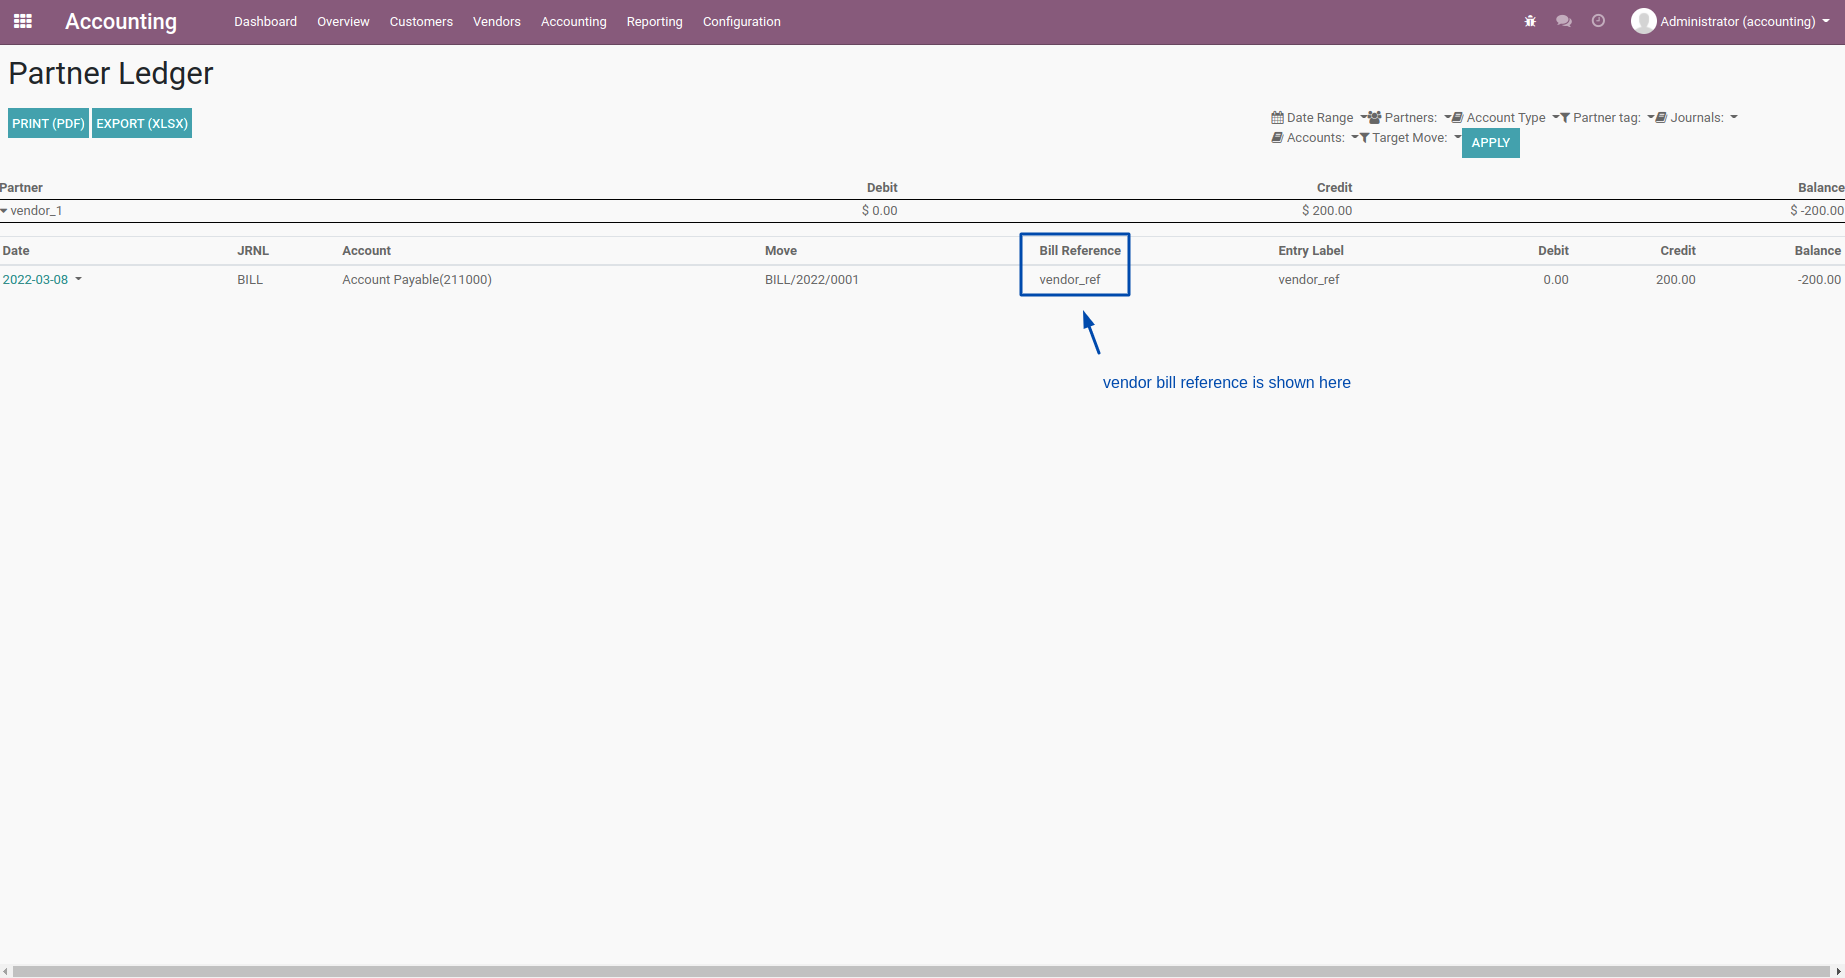 Accounting Dashboard Overview Customers Vendors Accounting Reporting Configuration Administrator (accounting)
Partner Ledger
PRINT (PDF) EXPORT (XLSX)
Date Range Partners: Account Type Partner tag: Journals:
Accounts: Target Move: APPLY
Partner Debit Credit Balance
vendor_1 $ 0.00 $ 200.00 $ -200.00
Date JRNL Account Move Bill Reference Entry Label Debit Credit Balance
2022-03-08 BILL Account Payable(211000) BILL/2022/0001 vendor_ref vendor_ref 0.00 200.00 -200.00
vendor bill reference is shown here